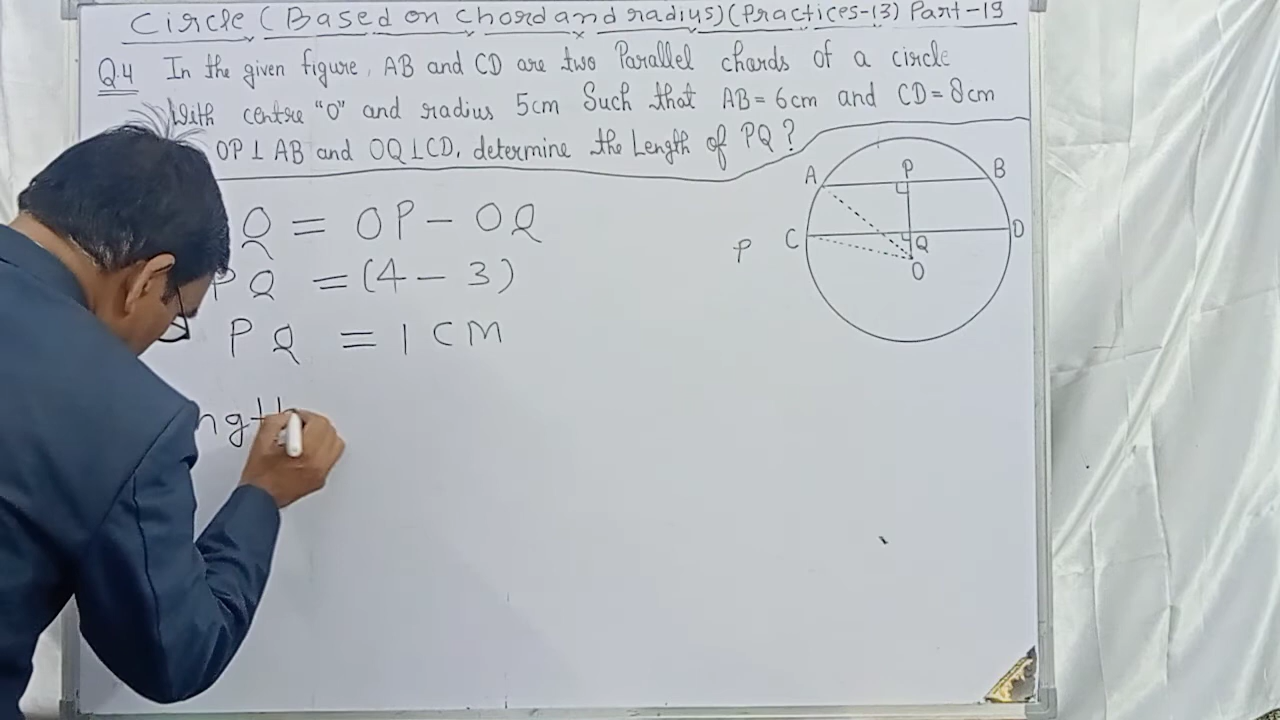 Circle (Based on chord and radius) (Practices-13) Part-19
Q.4 In the given figure, AB and CD are two Parallel chords of a circle
With centre "O" and radius 5cm Such that AB = 6cm and CD = 8cm
OP ⊥ AB and OQ ⊥ CD, determine the Length of PQ?
Q = OP - OQ
PQ = (4 - 3)
PQ = 1 CM
ngth
A P B
P C Q D
O